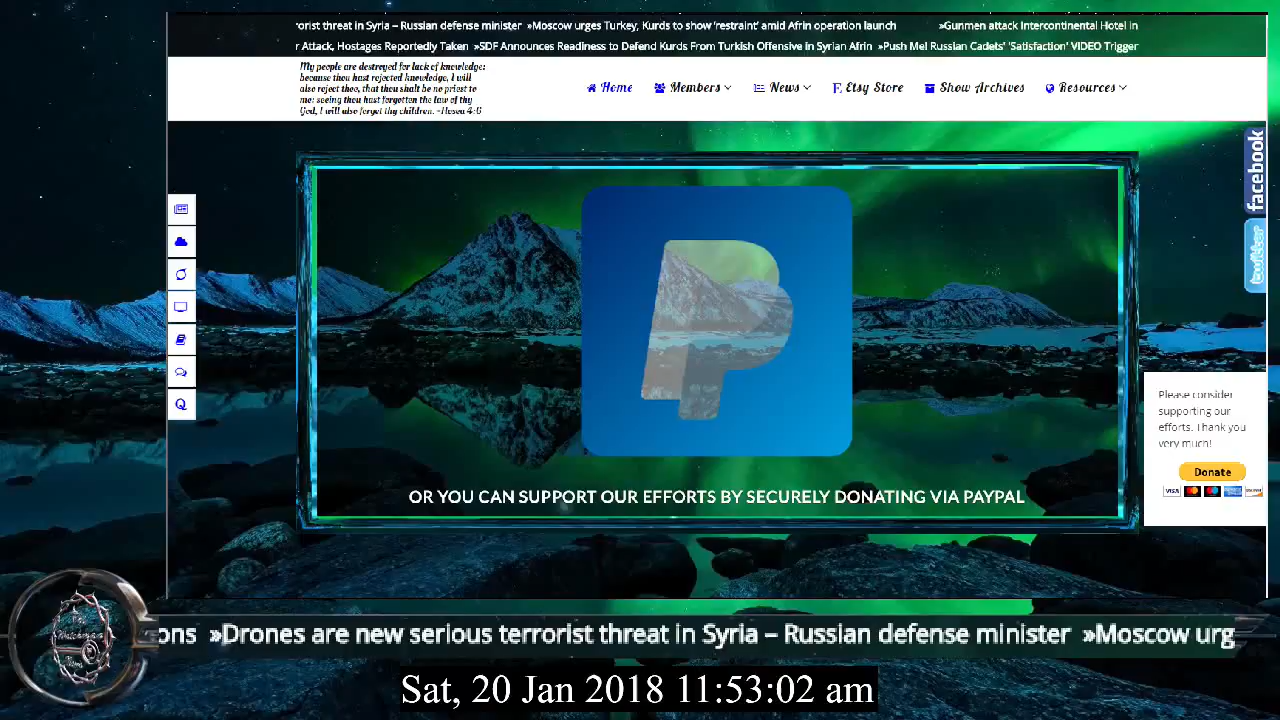 orist threat in Syria – Russian defense minister »Moscow urges Turkey, Kurds to show 'restraint' amid Afrin operation launch »Gunmen attack Intercontinental Hotel in
r Attack, Hostages Reportedly Taken »SDF Announces Readiness to Defend Kurds From Turkish Offensive in Syrian Afrin »Push Me! Russian Cadets' 'Satisfaction' VIDEO Trigger
My people are destroyed for lack of knowledge:
because thou hast rejected knowledge, I will
also reject thee, that thou shalt be no priest to
me: seeing thou hast forgotten the law of thy
God, I will also forget thy children. -Hosea 4:6
Home Members News Etsy Store Show Archives Resources
facebook
twitter
Please consider
supporting our
efforts. Thank you
very much!
Donate
VISA
OR YOU CAN SUPPORT OUR EFFORTS BY SECURELY DONATING VIA PAYPAL
ons »Drones are new serious terrorist threat in Syria – Russian defense minister »Moscow urg
Sat, 20 Jan 2018 11:53:02 am